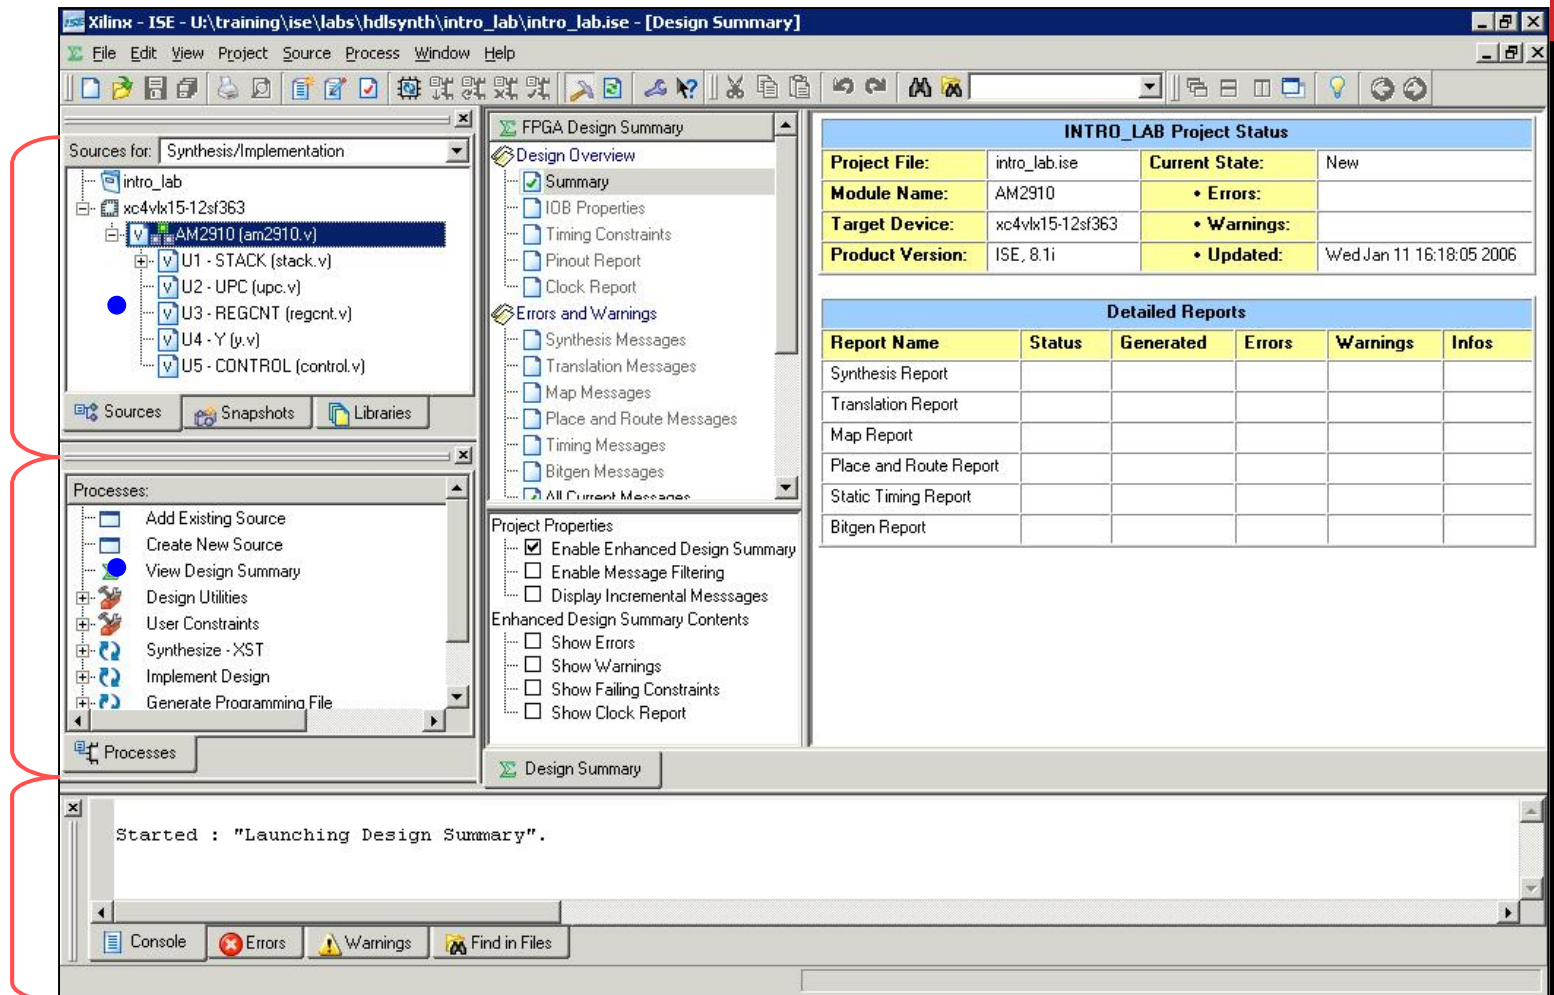 ISE Xilinx - ISE - U:\training\ise\labs\hdlsynth\intro_lab\intro_lab.ise - [Design Summary]
File Edit View Project Source Process Window Help
Sources for: Synthesis/Implementation
intro_lab
xc4vlx15-12sf363
V AM2910 (am2910.v)
V U1 - STACK (stack.v)
V U2 - UPC (upc.v)
V U3 - REGCNT (regcnt.v)
V U4 - Y (y.v)
V U5 - CONTROL (control.v)
Sources Snapshots Libraries
Processes:
Add Existing Source
Create New Source
View Design Summary
Design Utilities
User Constraints
Synthesize - XST
Implement Design
Generate Programming File
Processes
FPGA Design Summary
Design Overview
Summary
IOB Properties
Timing Constraints
Pinout Report
Clock Report
Errors and Warnings
Synthesis Messages
Translation Messages
Map Messages
Place and Route Messages
Timing Messages
Bitgen Messages
All Current Messages
Project Properties
Enable Enhanced Design Summary
Enable Message Filtering
Display Incremental Messsages
Enhanced Design Summary Contents
Show Errors
Show Warnings
Show Failing Constraints
Show Clock Report
Design Summary
INTRO_LAB Project Status
Project File: intro_lab.ise Current State: New
Module Name: AM2910 • Errors:
Target Device: xc4vlx15-12sf363 • Warnings:
Product Version: ISE, 8.1i • Updated: Wed Jan 11 16:18:05 2006
Detailed Reports
Report Name Status Generated Errors Warnings Infos
Synthesis Report
Translation Report
Map Report
Place and Route Report
Static Timing Report
Bitgen Report
Started : "Launching Design Summary".
Console Errors Warnings Find in Files